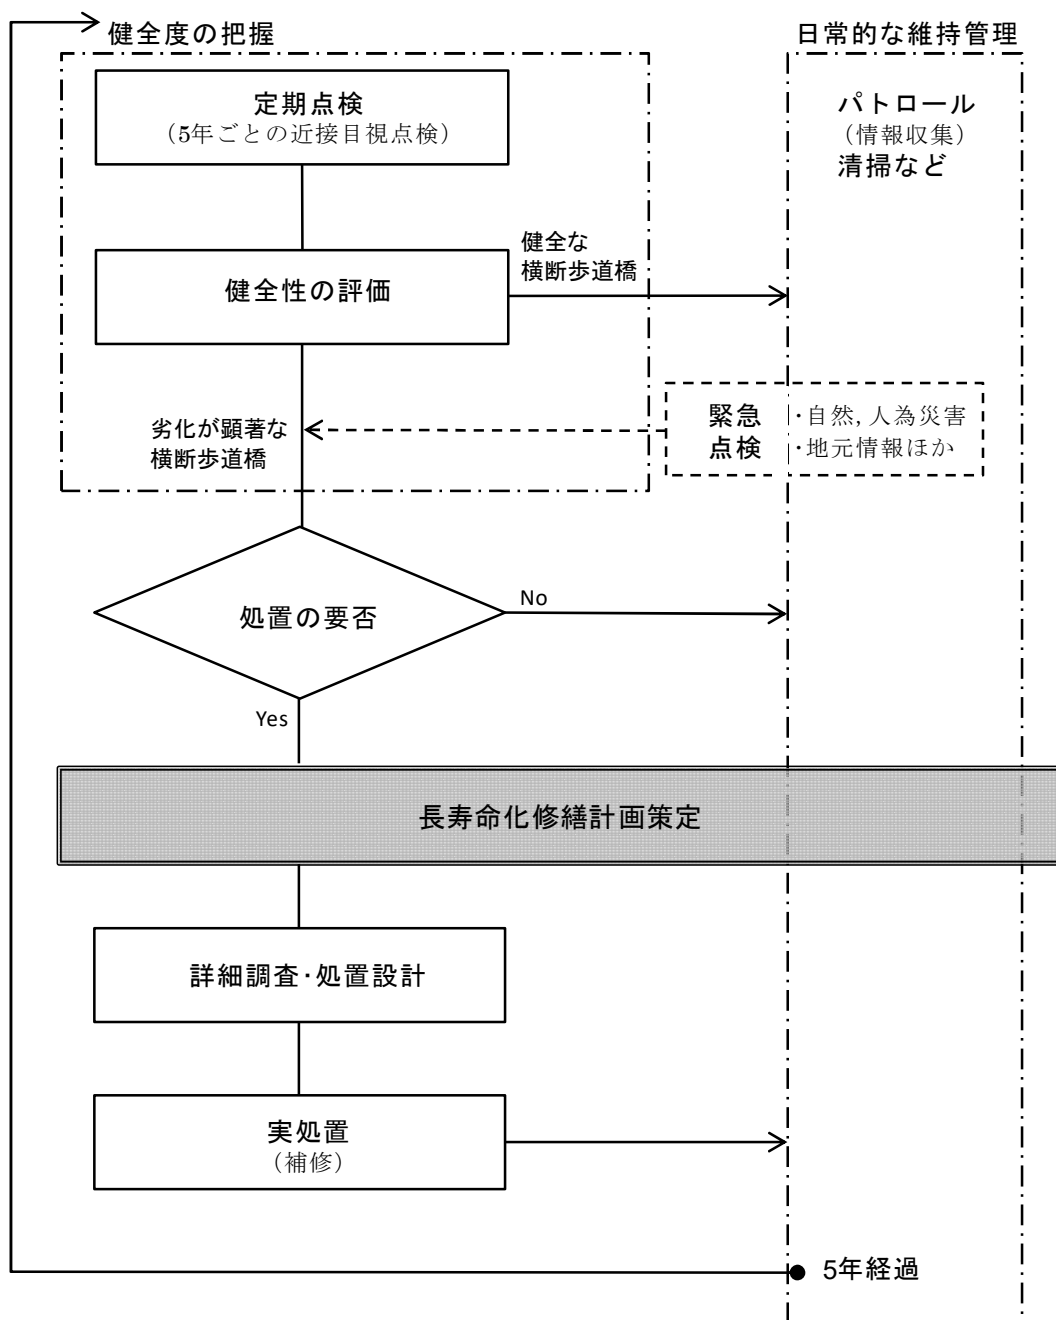 健全度の把握
日常的な維持管理
定期点検
（5年ごとの近接目視点検）
パトロール
（情報収集）
清掃など
健全な
横断歩道橋
健全性の評価
緊急
点検
・自然,人為災害
・地元情報ほか
劣化が顕著な
横断歩道橋
処置の要否
No
Yes
長寿命化修繕計画策定
詳細調査・処置設計
実処置
（補修）
5年経過